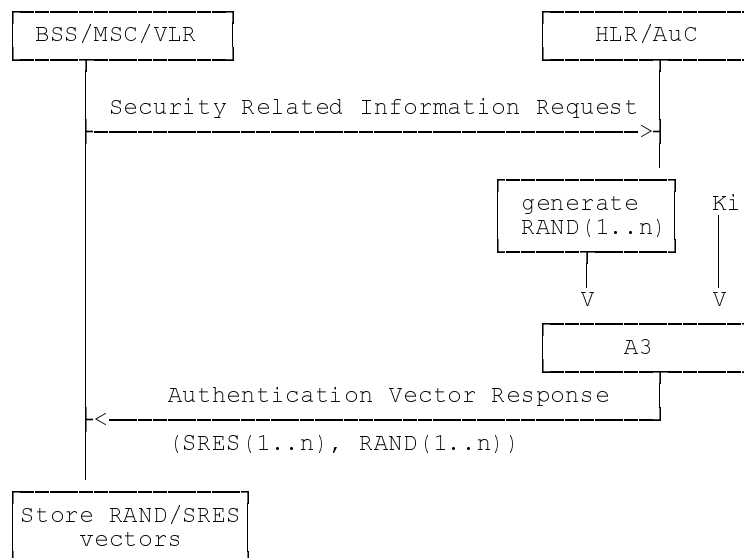 BSS/MSC/VLR
HLR/AuC
Security Related Information Request
generate
RAND(1..n)
Ki
V
V
A3
Authentication Vector Response
(SRES(1..n), RAND(1..n))
Store RAND/SRES
vectors